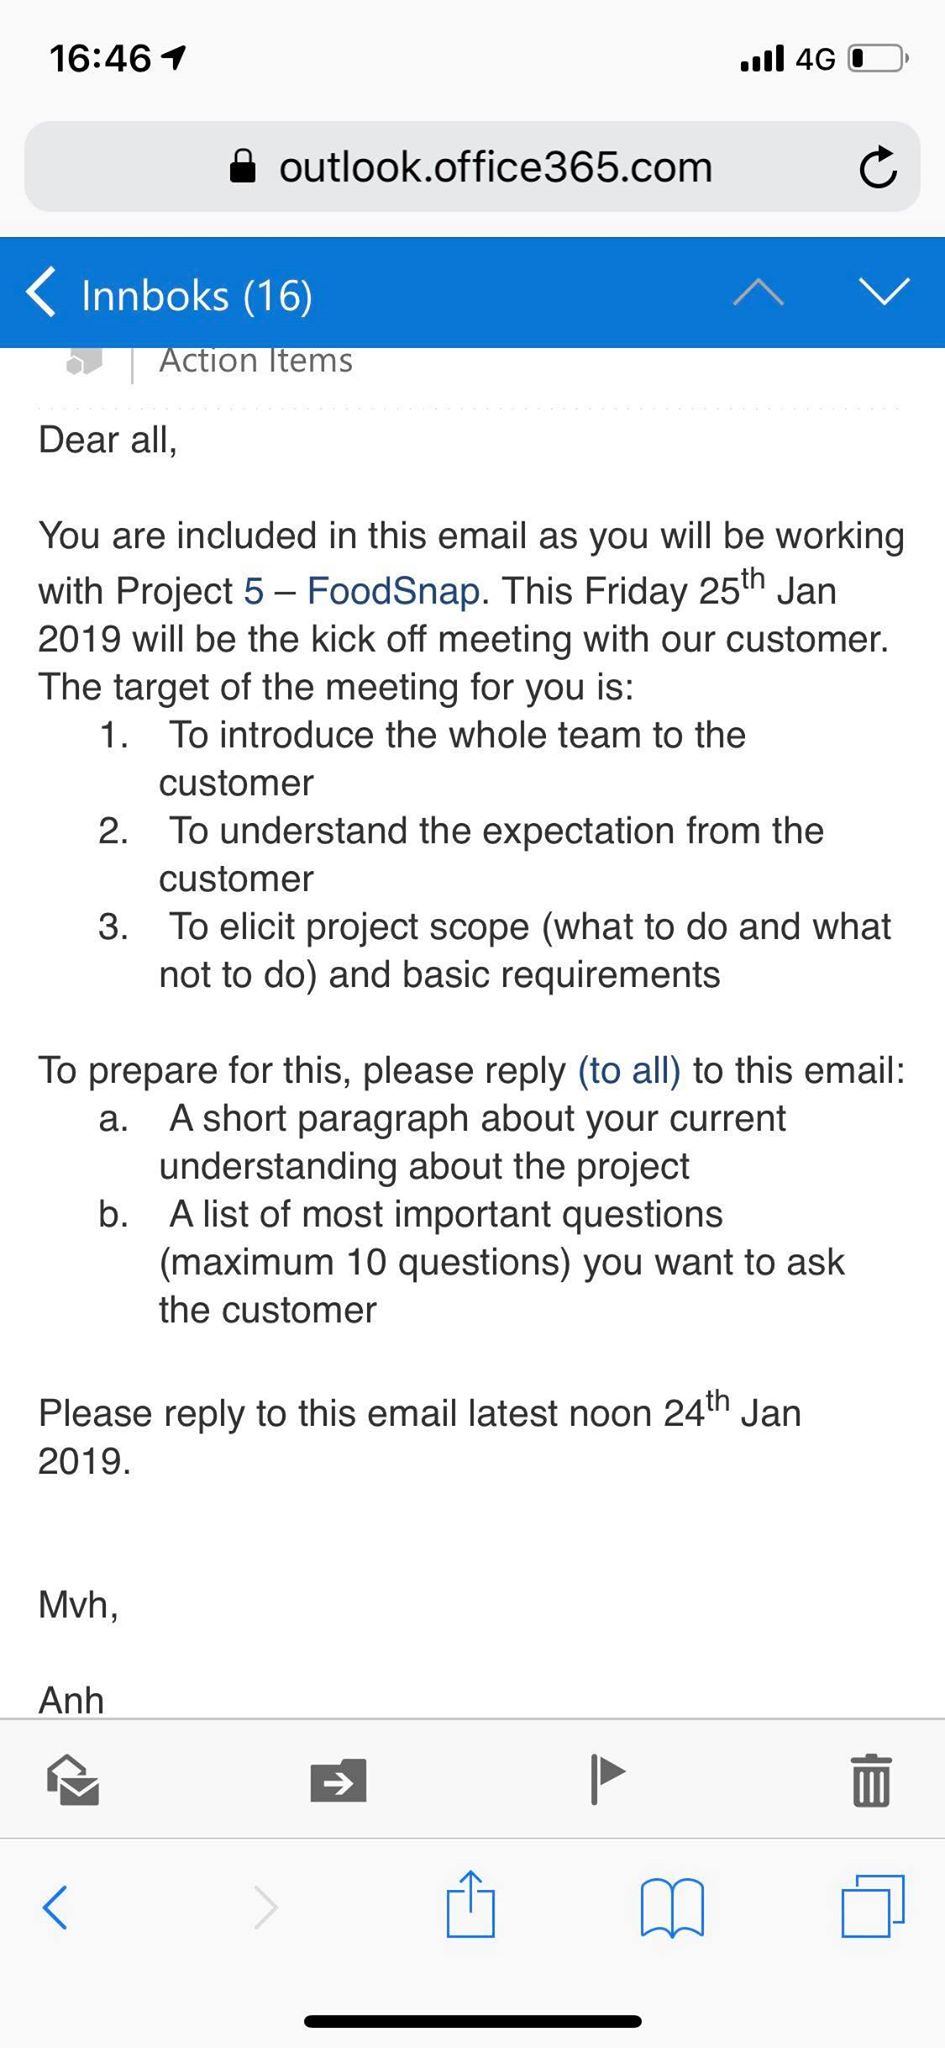 16:46
4G
outlook.office365.com
Innboks (16)
Action Items
Dear all,
You are included in this email as you will be working
with Project 5 – FoodSnap. This Friday 25th Jan
2019 will be the kick off meeting with our customer.
The target of the meeting for you is:
1. To introduce the whole team to the
customer
2. To understand the expectation from the
customer
3. To elicit project scope (what to do and what
not to do) and basic requirements
To prepare for this, please reply (to all) to this email:
a. A short paragraph about your current
understanding about the project
b. A list of most important questions
(maximum 10 questions) you want to ask
the customer
Please reply to this email latest noon 24th Jan
2019.
Mvh,
Anh